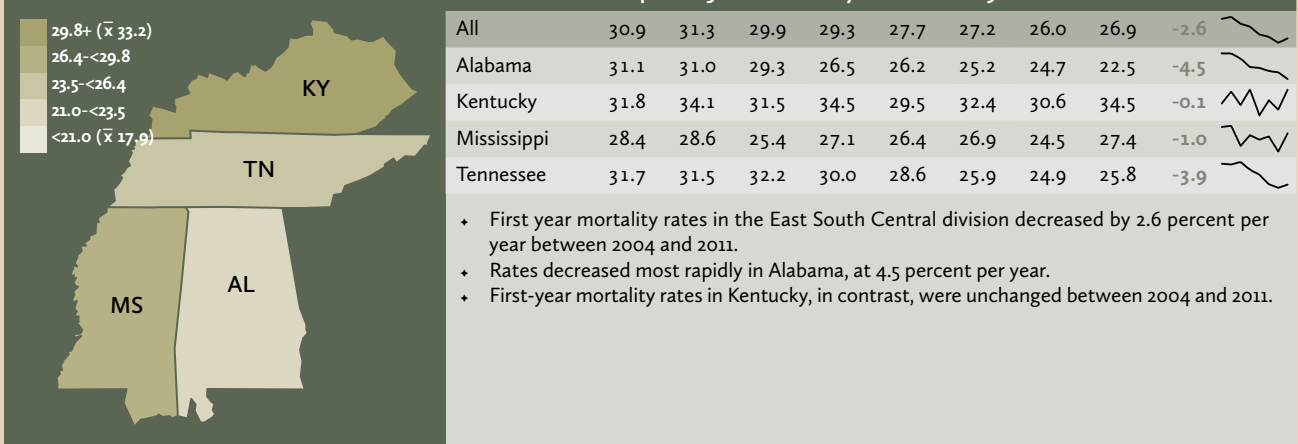 29.8+ (x̅ 33.2)
26.4-<29.8
23.5-<26.4
21.0-<23.5
<21.0 (x̅ 17.9)
KY
TN
AL
MS
All 30.9 31.3 29.9 29.3 27.7 27.2 26.0 26.9 -2.6
Alabama 31.1 31.0 29.3 26.5 26.2 25.2 24.7 22.5 -4.5
Kentucky 31.8 34.1 31.5 34.5 29.5 32.4 30.6 34.5 -0.1
Mississippi 28.4 28.6 25.4 27.1 26.4 26.9 24.5 27.4 -1.0
Tennessee 31.7 31.5 32.2 30.0 28.6 25.9 24.9 25.8 -3.9
✦ First year mortality rates in the East South Central division decreased by 2.6 percent per
year between 2004 and 2011.
✦ Rates decreased most rapidly in Alabama, at 4.5 percent per year.
✦ First-year mortality rates in Kentucky, in contrast, were unchanged between 2004 and 2011.